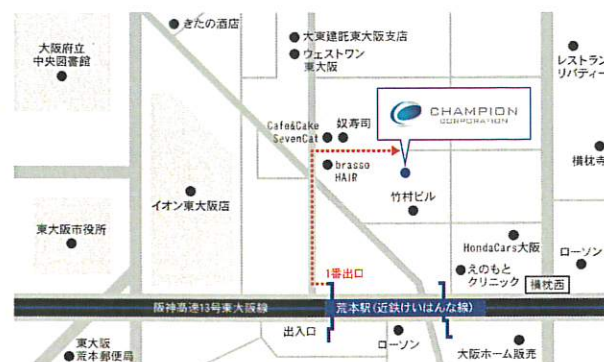 きたの酒店
大阪府立
中央図書館
大東建託東大阪支店
ウェストワン
東大阪
レストラン
リバティー
CHAMPION
CORPORATION
Cafe&Cake
SevenCat
奴寿司
brasso
HAIR
横枕寺
イオン東大阪店
竹村ビル
東大阪市役所
HondaCars大阪
ローソン
えのもと
クリニック
横枕西
1番出口
阪神高速13号東大阪線
荒本駅(近鉄けいはんな線)
出入口
ローソン
東大阪
荒本郵便局
大阪ホーム販売